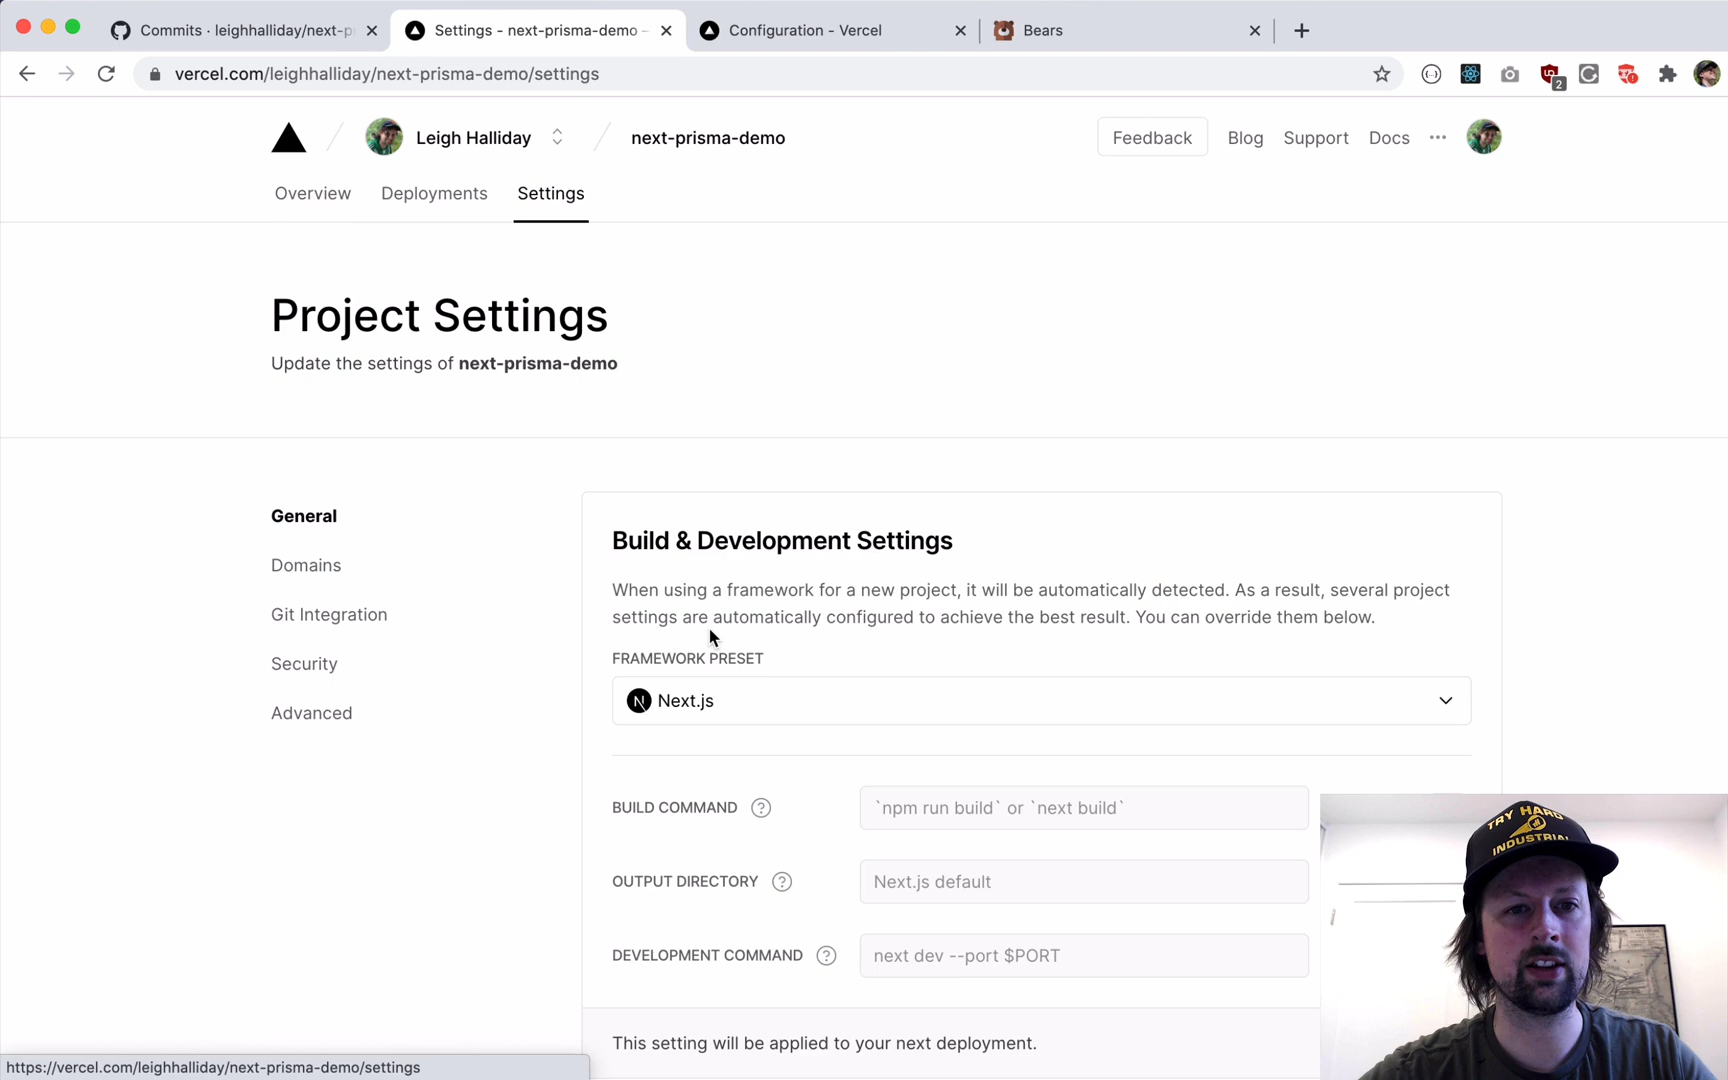 Commits · leighhalliday/next-p
Settings - next-prisma-demo –
Configuration - Vercel
Bears
vercel.com/leighhalliday/next-prisma-demo/settings
2
Leigh Halliday
next-prisma-demo
Feedback
Blog
Support
Docs
Overview
Deployments
Settings
Project Settings
Update the settings of next-prisma-demo
General
Domains
Git Integration
Security
Advanced
Build & Development Settings
When using a framework for a new project, it will be automatically detected. As a result, several project
settings are automatically configured to achieve the best result. You can override them below.
FRAMEWORK PRESET
N Next.js
BUILD COMMAND ?
`npm run build` or `next build`
OUTPUT DIRECTORY ?
Next.js default
DEVELOPMENT COMMAND ?
next dev --port $PORT
This setting will be applied to your next deployment.
https://vercel.com/leighhalliday/next-prisma-demo/settings
TRY HARD
INDUSTRIAL